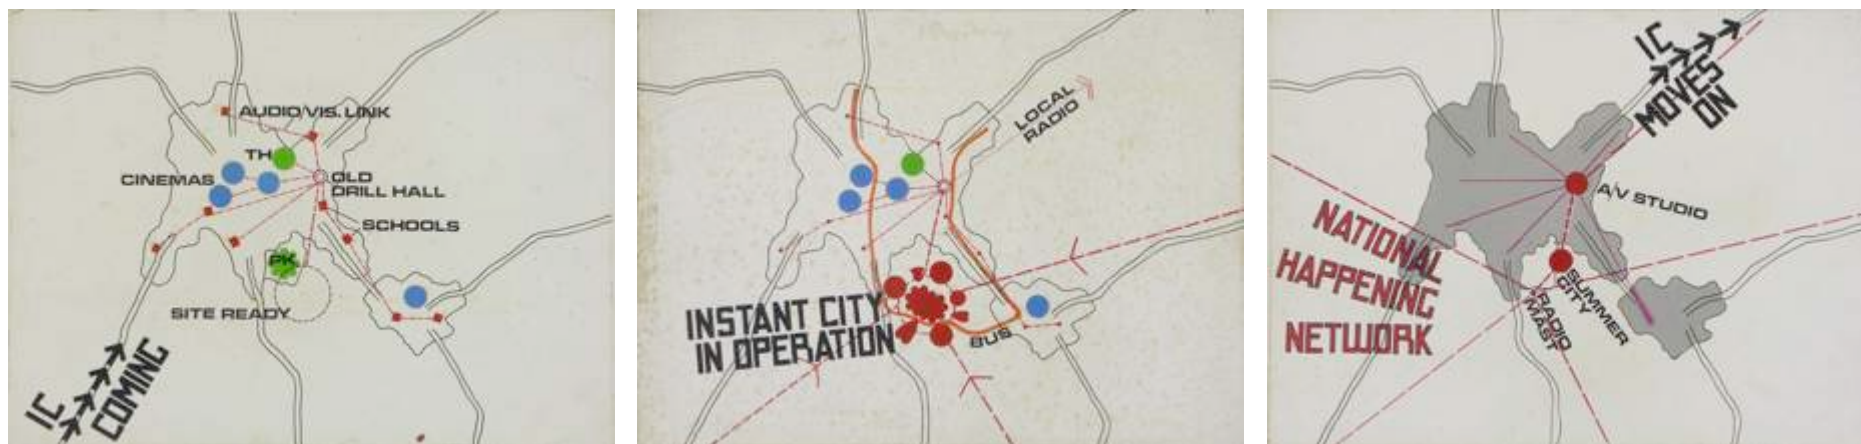 AUDIO/VIS. LINK
TH
CINEMAS
OLD
DRILL HALL
SCHOOLS
PK
SITE READY
IC
COMING
LOCAL
RADIO
INSTANT CITY
IN OPERATION
BUS
IC
MOVES
ON
A/V STUDIO
NATIONAL
HAPPENING
NETWORK
SUMMER
CITY
RADIO
MAST